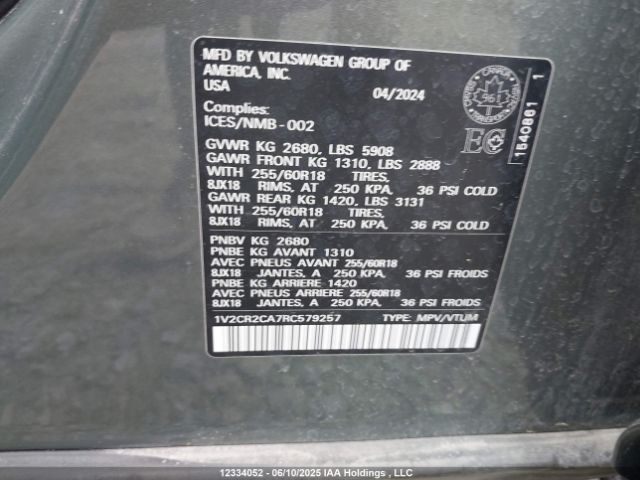 MFD BY VOLKSWAGEN GROUP OF
AMERICA, INC.
USA
04/2024
Complies:
ICES/NMB-002
GVWR KG 2680, LBS 5908
GAWR FRONT KG 1310, LBS 2888
WITH 255/60R18 TIRES,
8JX18 RIMS, AT 250 KPA, 36 PSI COLD
GAWR REAR KG 1420, LBS 3131
WITH 255/60R18 TIRES,
8JX18 RIMS, AT 250 KPA, 36 PSI COLD
PNBV KG 2680
PNBE KG AVANT 1310
AVEC PNEUS AVANT 255/60R18
8JX18 JANTES, A 250 KPA, 36 PSI FROIDS
PNBE KG ARRIERE 1420
AVEC PNEUS ARRIERE 255/60R18
8JX18 JANTES, A 250 KPA, 36 PSI FROIDS
1V2CR2CA7RC579257 TYPE: MPV/VTUM
CANADA
961
TRANSPORT
EC
1540861 1
12334052 - 06/10/2025 IAA Holdings , LLC